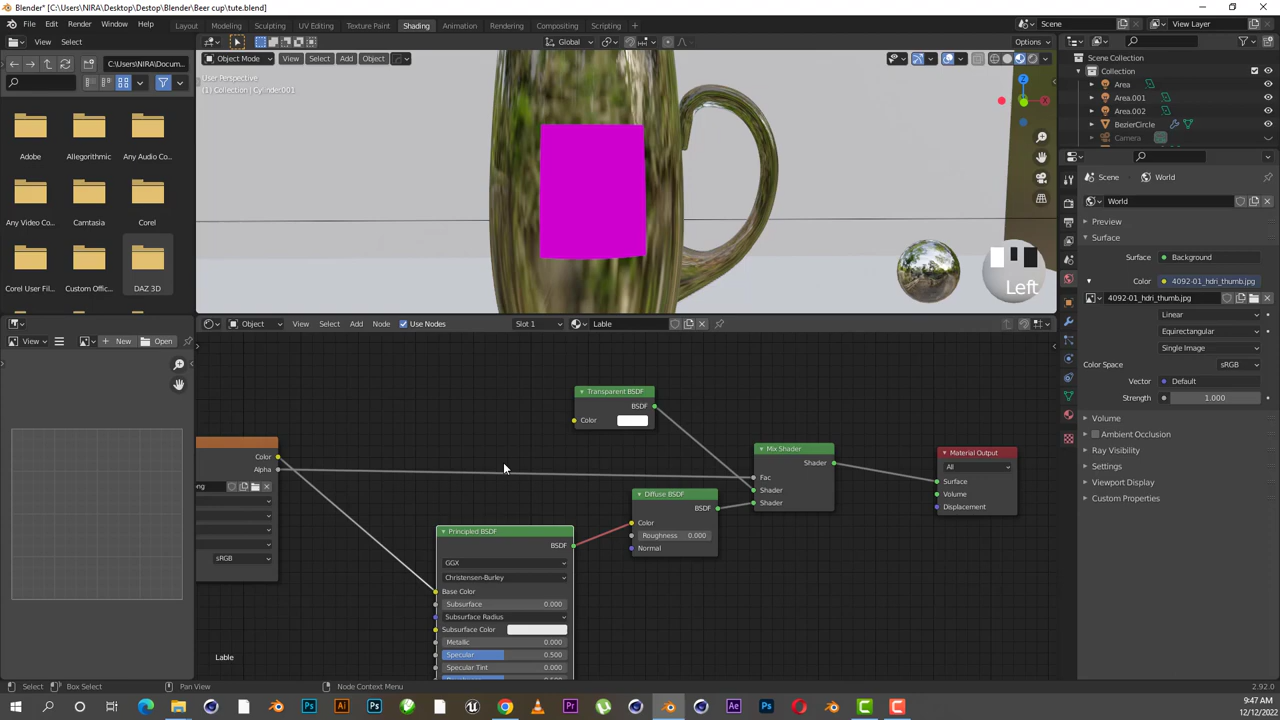 Blender* [C:\Users\NIRA\Desktop\Destop\Blender\Beer cup\tute.blend]
File Edit Render Window Help Layout Modeling Sculpting UV Editing Texture Paint Shading Animation Rendering Compositing Scripting Scene View Layer
View Select Object Mode View Select Add Object Global Options
C:\Users\NIRA\Docum...
User Perspective
(1) Collection | Cylinder001
Adobe Allegorithmic Any Audio Co...
Any Video Co... Camtasia Corel
Corel User Fil... Custom Offic... DAZ 3D
Z
X
Left
Scene Collection
Collection
Area
Area.001
Area.002
BezierCircle
Camera
Scene World
World
Preview
Surface
Surface Background
Color 4092-01_hdri_thumb.jpg
4092-01_hdri_thumb.jpg
Linear
Equirectangular
Single Image
Color Space sRGB
Vector Default
Strength 1.000
Volume
Ambient Occlusion
Ray Visibility
Settings
Viewport Display
Custom Properties
Object View Select Add Node Use Nodes Slot 1 Lable
View New Open
Color
Alpha
ong
sRGB
Transparent BSDF
BSDF
Color
Mix Shader
Shader
Fac
Shader
Shader
Material Output
All
Surface
Volume
Displacement
Diffuse BSDF
BSDF
Color
Roughness 0.000
Normal
Principled BSDF
BSDF
GGX
Christensen-Burley
Base Color
Subsurface 0.000
Subsurface Radius
Subsurface Color
Metallic 0.000
Specular 0.500
Specular Tint 0.000
Lable
Select Box Select Pan View Node Context Menu 2.92.0
9:47 AM
12/12/2022